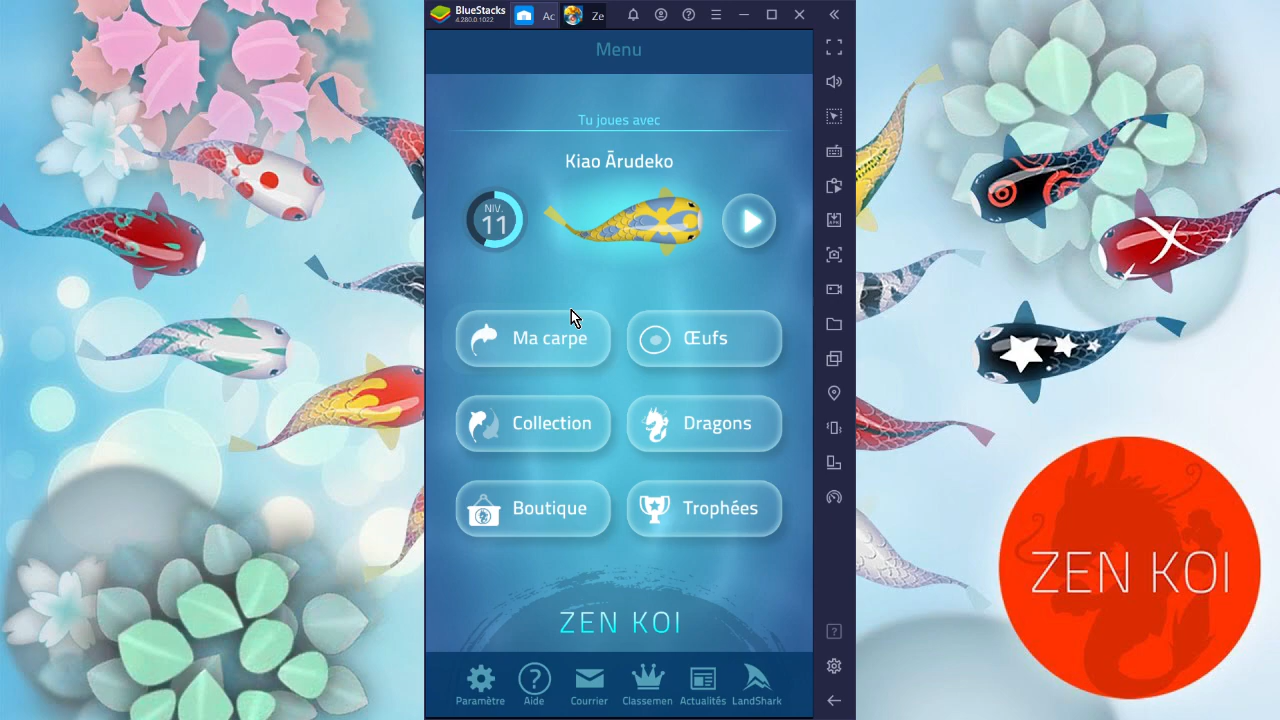 BlueStacks
4.280.0.1022
Ac
Ze
Menu
Tu joues avec
Kiao Ārudeko
NIV.
11
Ma carpe
Œufs
Collection
Dragons
Boutique
Trophées
ZEN KOI
Paramètre
Aide
Courrier
Classemen
Actualités
LandShark
ZEN KOI